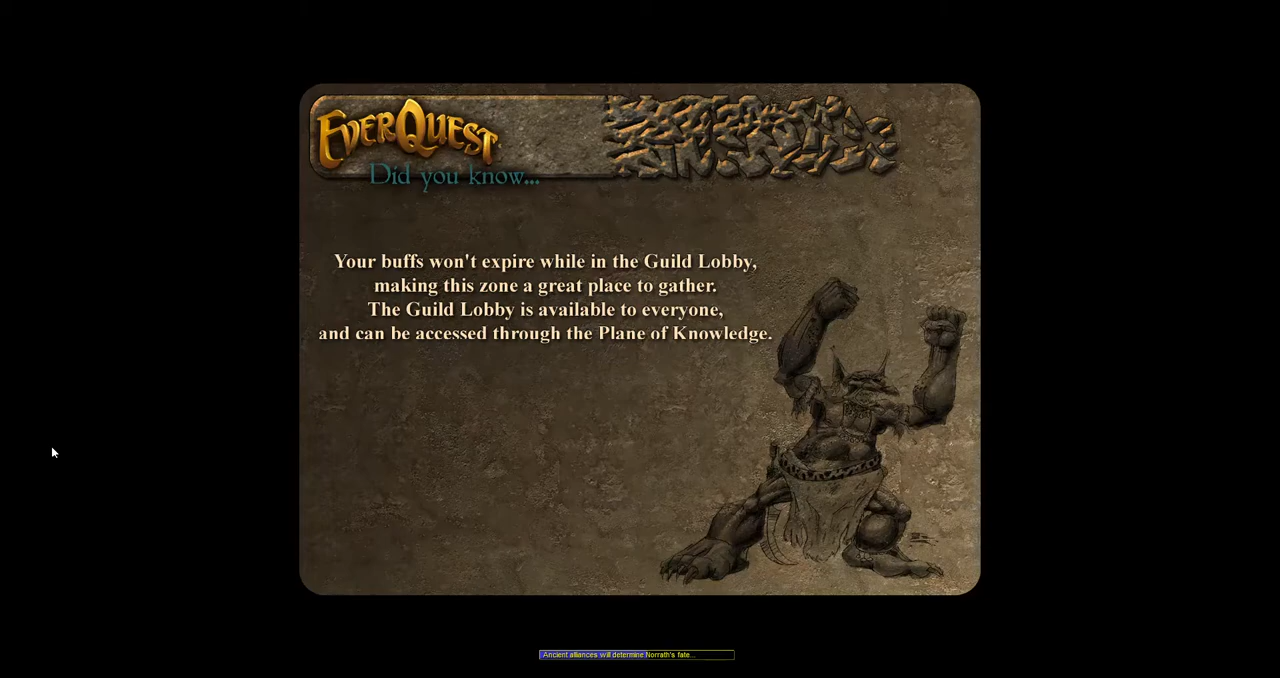 EverQuest
Did you know...
Your buffs won't expire while in the Guild Lobby,
making this zone a great place to gather.
The Guild Lobby is available to everyone,
and can be accessed through the Plane of Knowledge.
Ancient alliances will determine Norrath's fate...